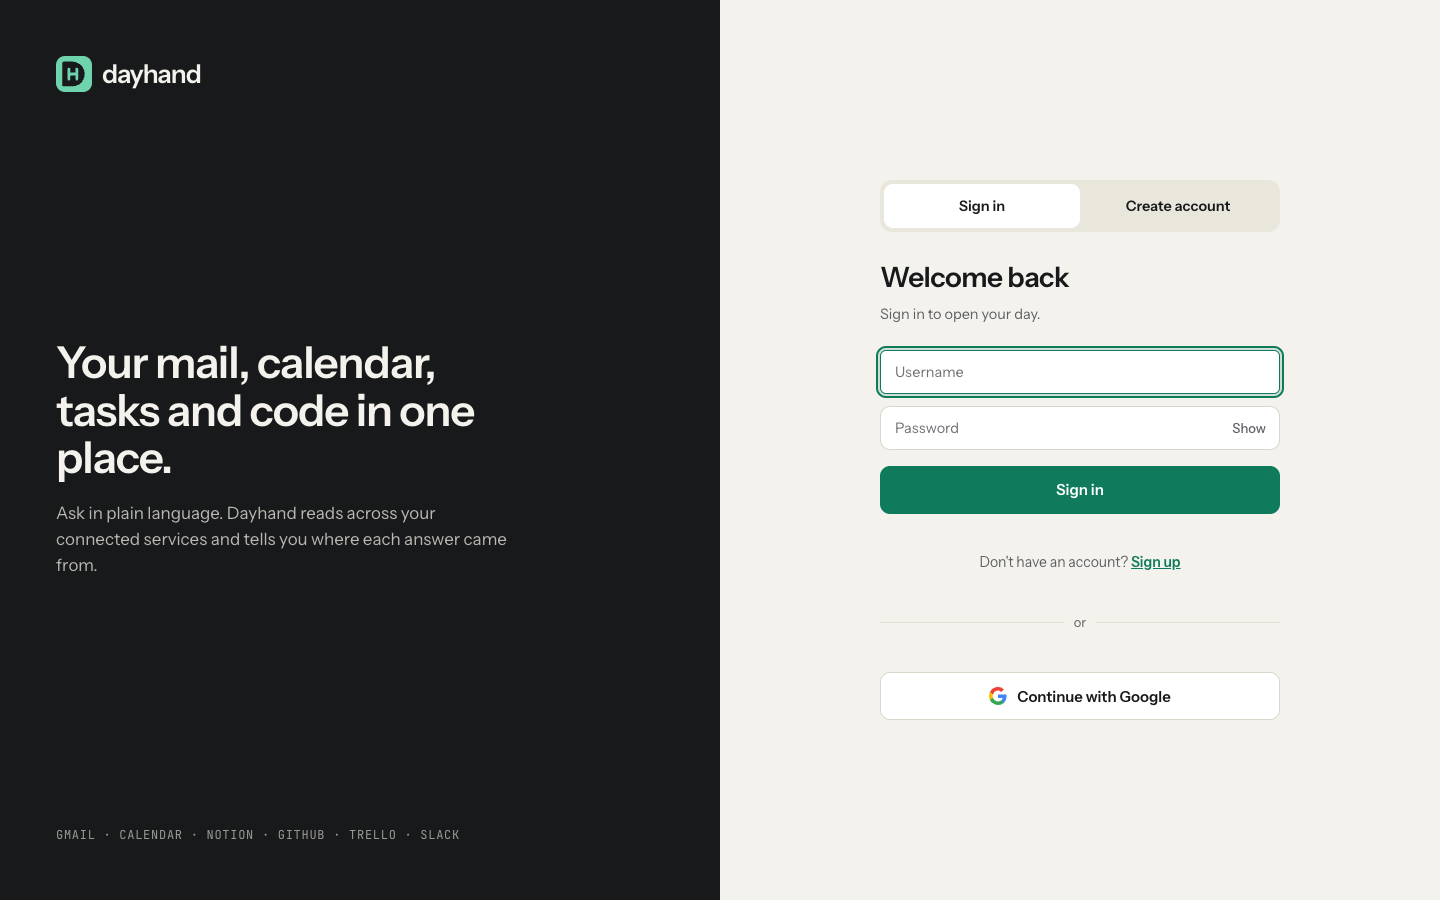 dayhand
Your mail, calendar,
tasks and code in one
place.
Ask in plain language. Dayhand reads across your
connected services and tells you where each answer came
from.
GMAIL · CALENDAR · NOTION · GITHUB · TRELLO · SLACK
Sign in
Create account
Welcome back
Sign in to open your day.
Username
Password
Show
Sign in
Don't have an account? Sign up
or
Continue with Google